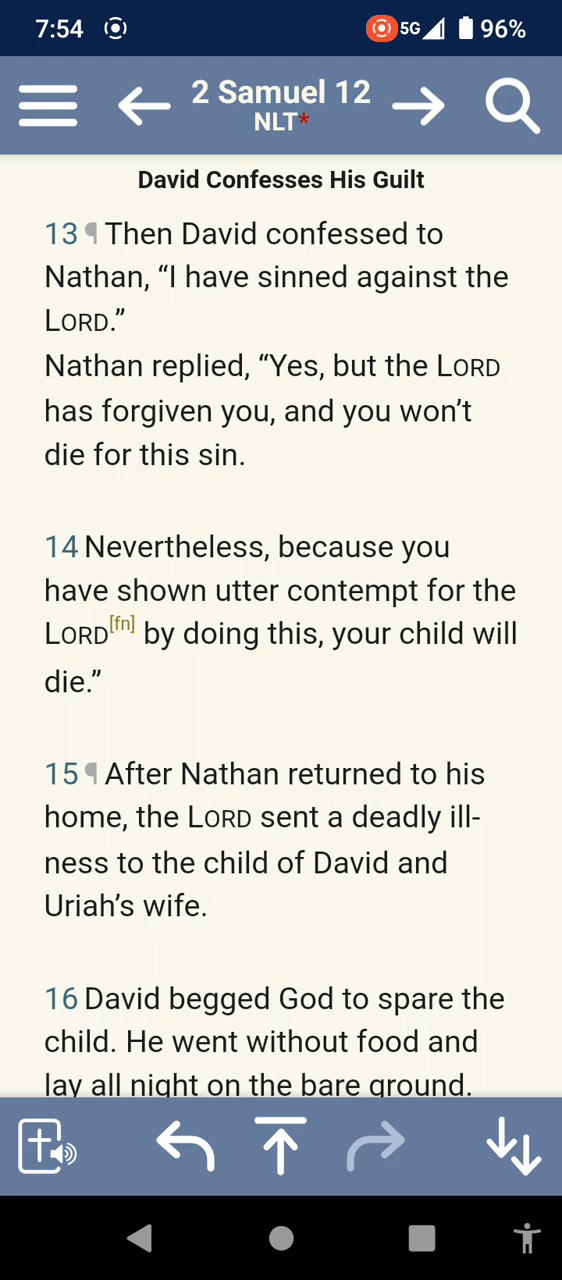 7:54 5G 96%
2 Samuel 12
NLT*
David Confesses His Guilt
13 ¶ Then David confessed to
Nathan, “I have sinned against the
LORD.”
Nathan replied, “Yes, but the LORD
has forgiven you, and you won’t
die for this sin.
14 Nevertheless, because you
have shown utter contempt for the
LORD[fn] by doing this, your child will
die.”
15 ¶ After Nathan returned to his
home, the LORD sent a deadly ill-
ness to the child of David and
Uriah’s wife.
16 David begged God to spare the
child. He went without food and
lay all night on the bare ground.